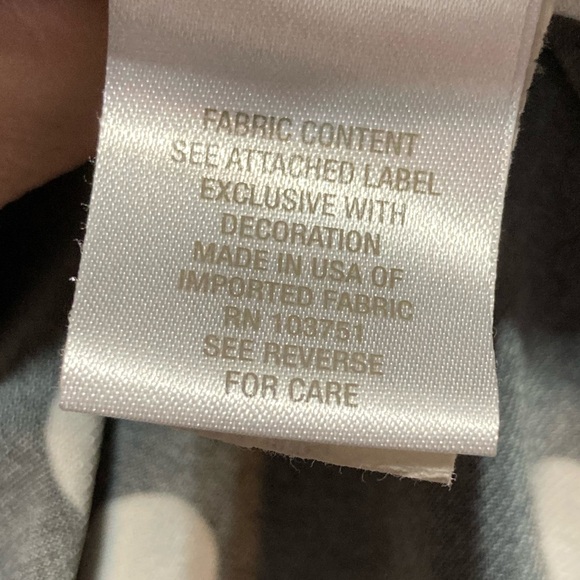 FABRIC CONTENT
SEE ATTACHED LABEL
EXCLUSIVE WITH
DECORATION
MADE IN USA OF
IMPORTED FABRIC
RN 103751
SEE REVERSE
FOR CARE